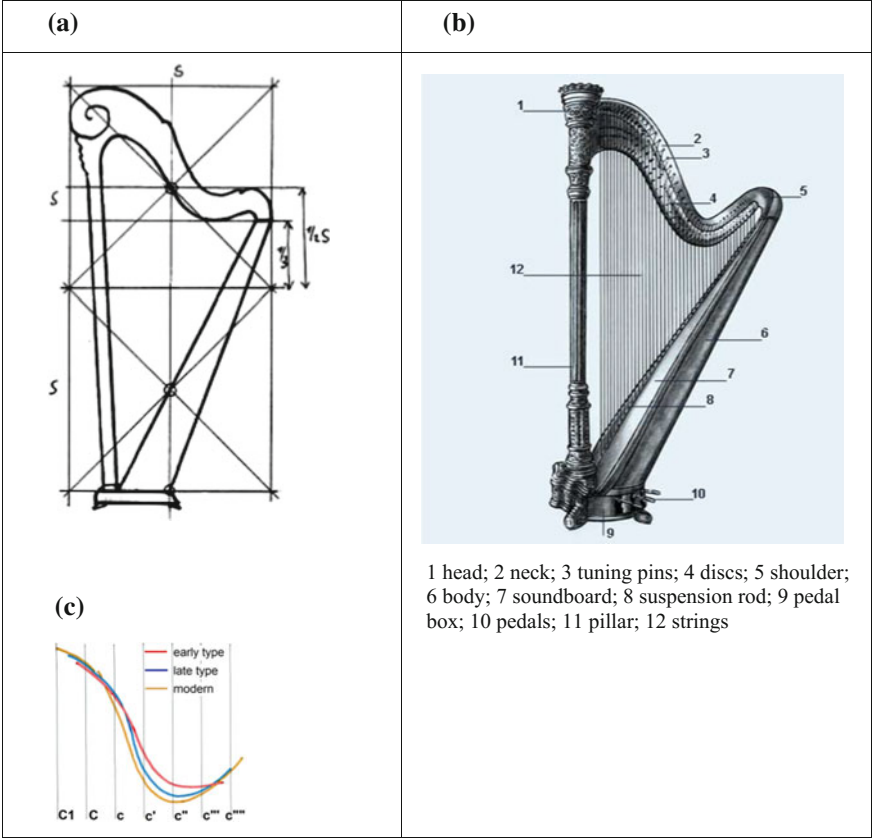 (a)
(b)
S
S
½S
S
1
2
3
4
5
12
11
6
7
8
10
9
1 head; 2 neck; 3 tuning pins; 4 discs; 5 shoulder;
6 body; 7 soundboard; 8 suspension rod; 9 pedal
box; 10 pedals; 11 pillar; 12 strings
(c)
early type
late type
modern
C1 C c c' c'' c''' c''''